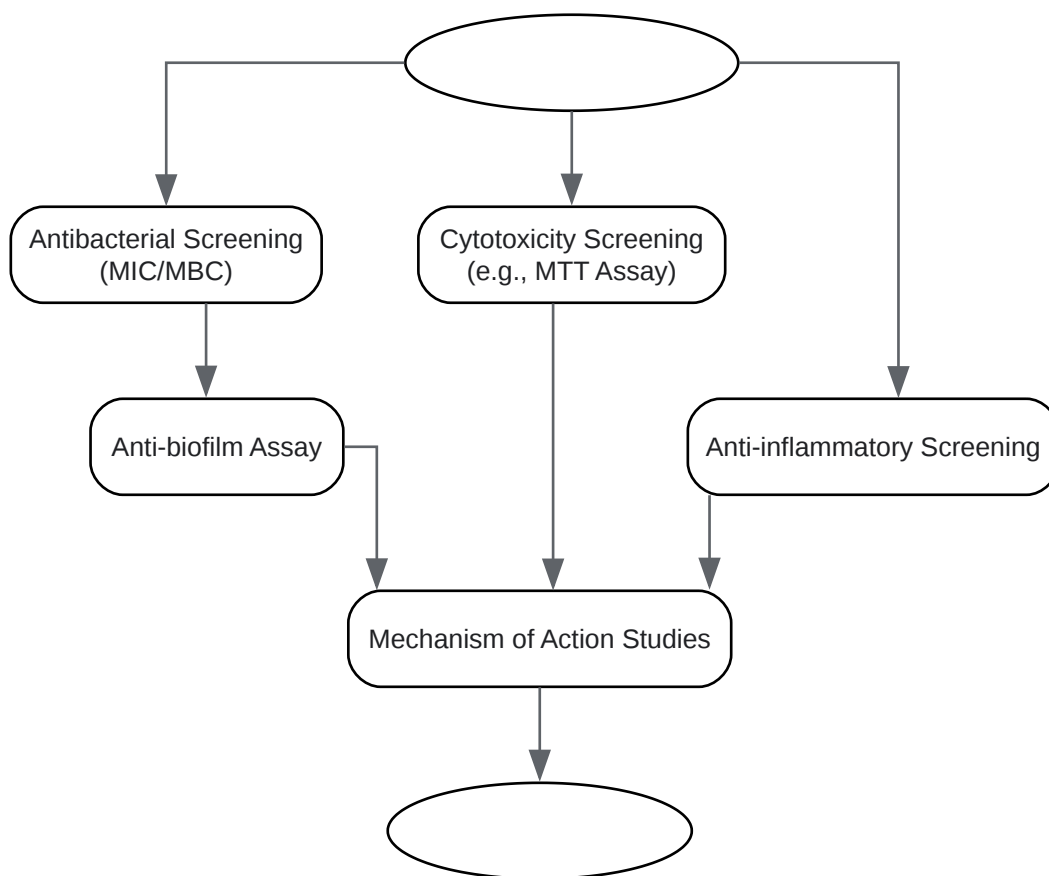 Antibacterial Screening
(MIC/MBC)
Cytotoxicity Screening
(e.g., MTT Assay)
Anti-biofilm Assay
Anti-inflammatory Screening
Mechanism of Action Studies